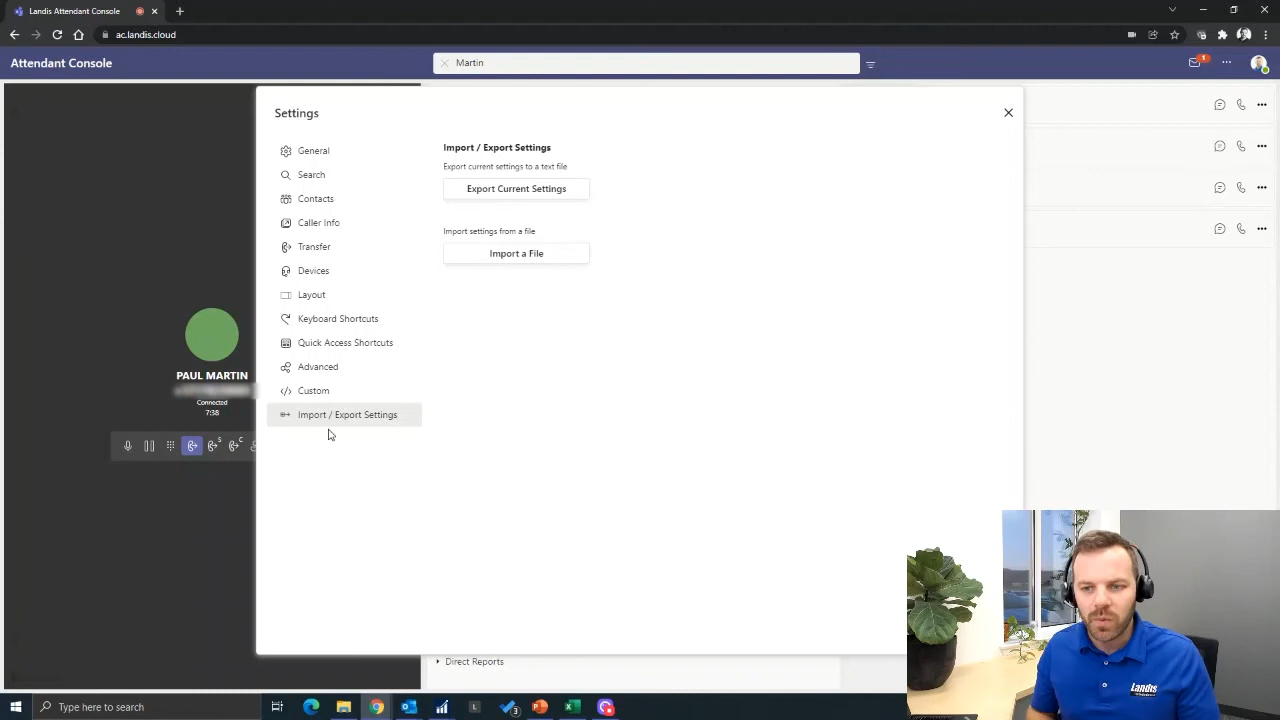 Landis Attendant Console
ac.landis.cloud
Attendant Console
Martin
1
Settings
General
Search
Contacts
Caller Info
Transfer
Devices
Layout
Keyboard Shortcuts
Quick Access Shortcuts
Advanced
Custom
Import / Export Settings
Import / Export Settings
Export current settings to a text file
Export Current Settings
Import settings from a file
Import a File
PAUL MARTIN
Connected
7:38
S
C
Direct Reports
Landis
Type here to search
L
3